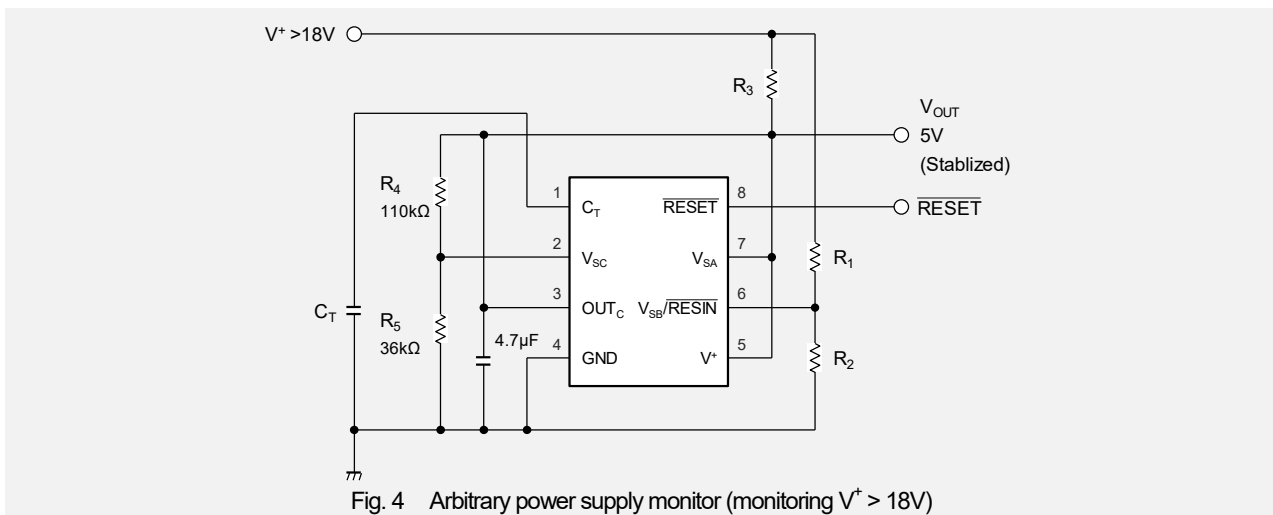 V+ >18V
R3
VOUT
5V
(Stablized)
R4
110kΩ
1
CT
RESET
8
RESET
2
VSC
VSA
7
R1
CT
R5
36kΩ
3
OUTC
VSB/RESIN
6
4.7µF
4
GND
V+
5
R2
Fig. 4 Arbitrary power supply monitor (monitoring V+ > 18V)